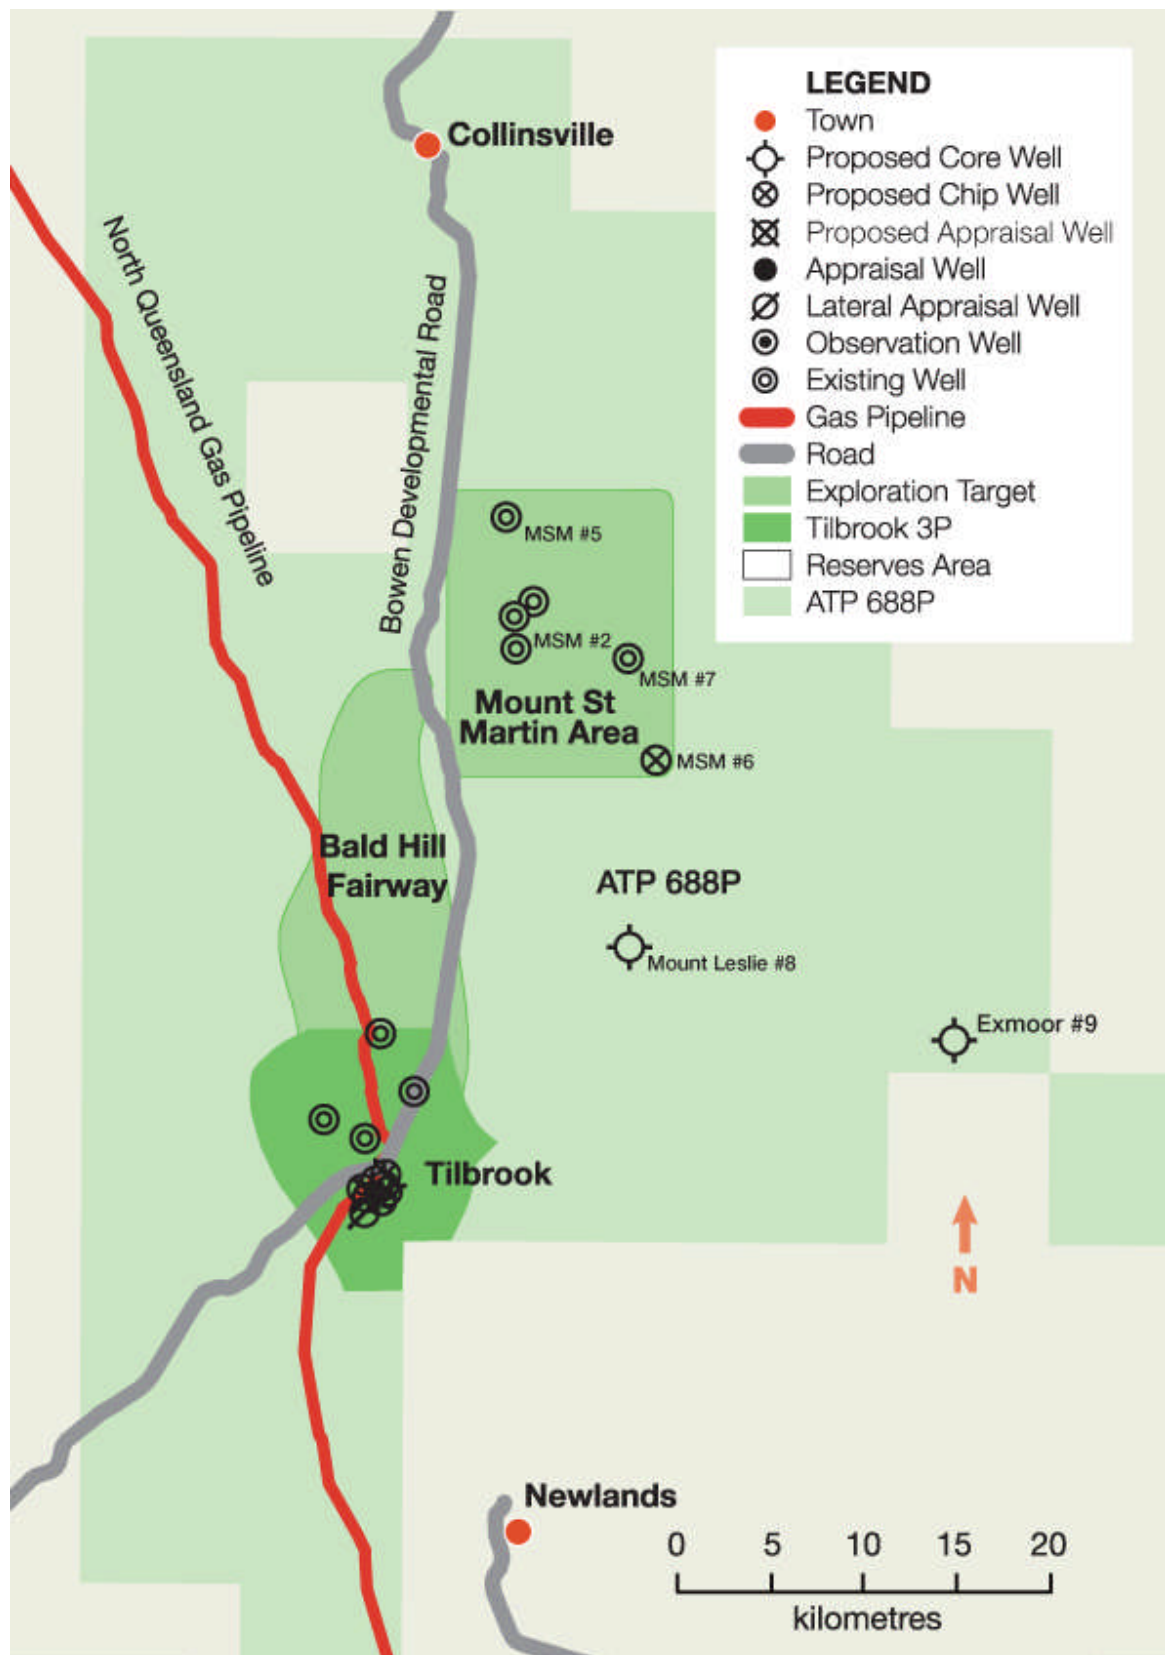 LEGEND
Town
Proposed Core Well
Proposed Chip Well
Proposed Appraisal Well
Appraisal Well
Lateral Appraisal Well
Observation Well
Existing Well
Gas Pipeline
Road
Exploration Target
Tilbrook 3P
Reserves Area
ATP 688P
Collinsville
North Queensland Gas Pipeline
Bowen Developmental Road
MSM #5
MSM #2
MSM #7
Mount St
Martin Area
MSM #6
Bald Hill
Fairway
ATP 688P
Mount Leslie #8
Exmoor #9
Tilbrook
N
Newlands
0 5 10 15 20
kilometres